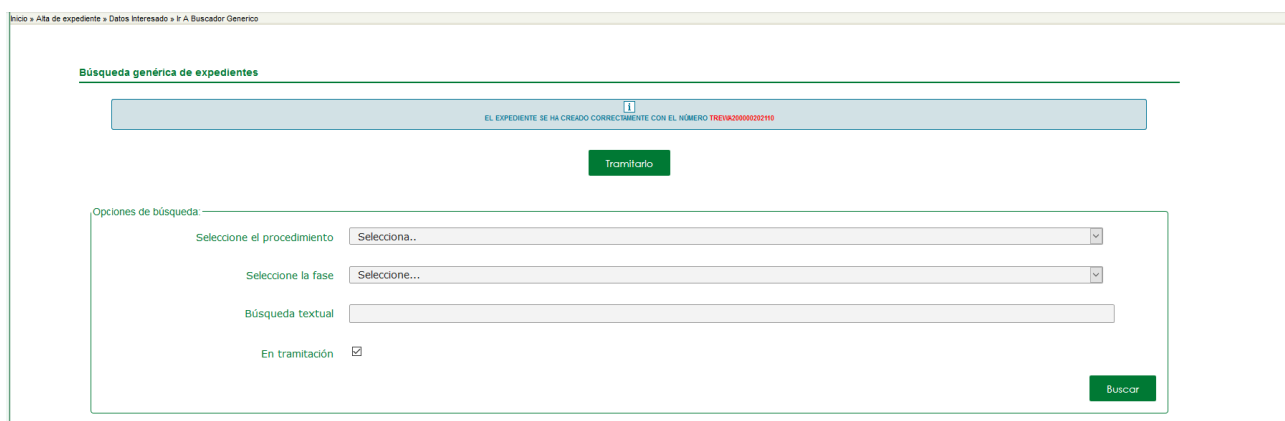 Inicio » Alta de expediente » Datos Interesado » Ir A Buscador Generico
Búsqueda genérica de expedientes
i
EL EXPEDIENTE SE HA CREADO CORRECTAMENTE CON EL NÚMERO TREWA200000202110
Tramitarlo
Opciones de búsqueda:
Seleccione el procedimiento Selecciona..
Seleccione la fase Seleccione...
Búsqueda textual
En tramitación
Buscar